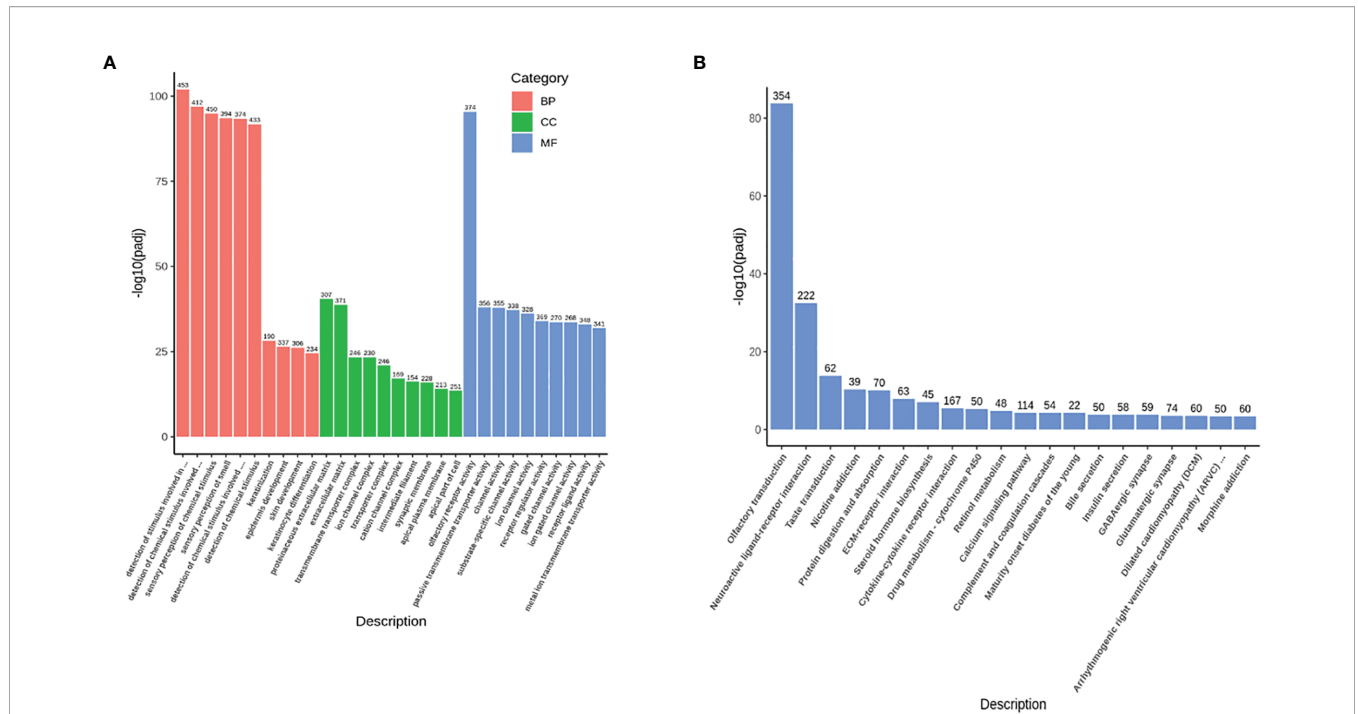 A
Category
BP
CC
MF
-log10(padj)
100
75
50
25
0
453
412
450
394
374
433
190
337
306
234
307
371
246
230
246
169
154
228
213
251
374
356
355
338
328
269
270
268
348
341
detection of stimulus involved in ...
detection of chemical stimulus involved ...
sensory perception of chemical stimulus
sensory perception of smell
detection of chemical stimulus involved ...
detection of chemical stimulus
keratinization
epidermis development
skin development
keratinocyte differentiation
proteinaceous extracellular matrix
extracellular matrix
transmembrane transporter complex
ion channel complex
transporter complex
cation channel complex
intermediate filament
synaptic membrane
apical plasma membrane
apical part of cell
olfactory receptor activity
passive transmembrane transporter activity
channel activity
substrate-specific channel activity
ion channel activity
receptor regulator activity
gated channel activity
ion gated channel activity
receptor ligand activity
metal ion transmembrane transporter activity
Description
B
-log10(padj)
80
60
40
20
0
354
222
62
39
70
63
45
167
50
48
114
54
22
50
58
59
74
60
50
60
Olfactory transduction
Neuroactive ligand-receptor interaction
Taste transduction
Nicotine addiction
Protein digestion and absorption
ECM-receptor interaction
Steroid hormone biosynthesis
Cytokine-cytokine receptor interaction
Drug metabolism - cytochrome P450
Retinol metabolism
Calcium signaling pathway
Complement and coagulation cascades
Maturity onset diabetes of the young
Bile secretion
Insulin secretion
GABAergic synapse
Glutamatergic synapse
Dilated cardiomyopathy (DCM)
Arrhythmogenic right ventricular cardiomyopathy (ARVC) ...
Morphine addiction
Description